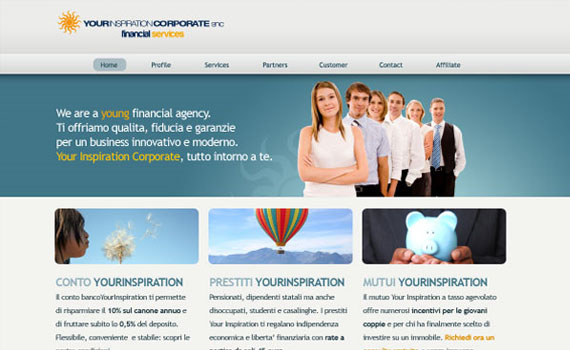 YOURINSPIRATION CORPORATE snc
financial services
Home Profile Services Partners Customer Contact Affiliate
We are a young financial agency.
Ti offriamo qualita, fiducia e garanzie
per un business innovativo e moderno.
Your Inspiration Corporate, tutto intorno a te.
CONTO YOURINSPIRATION
Il conto bancoYourInspiration ti permette
di risparmiare il 10% sul canone annuo e
di fruttare subito lo 0,5% del deposito.
Flessibile, conveniente e stabile: scopri le
PRESTITI YOURINSPIRATION
Pensionati, dipendenti statali ma anche
disoccupati, studenti e casalinghe. I prestiti
Your Inspiration ti regalano indipendenza
economica e liberta' finanziaria con rate a
MUTUI YOURINSPIRATION
Il mutuo Your Inspiration a tasso agevolato
offre numerosi incentivi per le giovani
coppie e per chi ha finalmente scelto di
investire su un immobile. Richiedi ora un